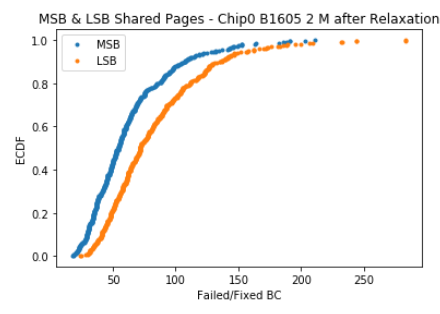 MSB & LSB Shared Pages - Chip0 B1605 2 M after Relaxation
1.0
MSB
LSB
0.8
0.6
ECDF
0.4
0.2
0.0
50 100 150 200 250
Failed/Fixed BC